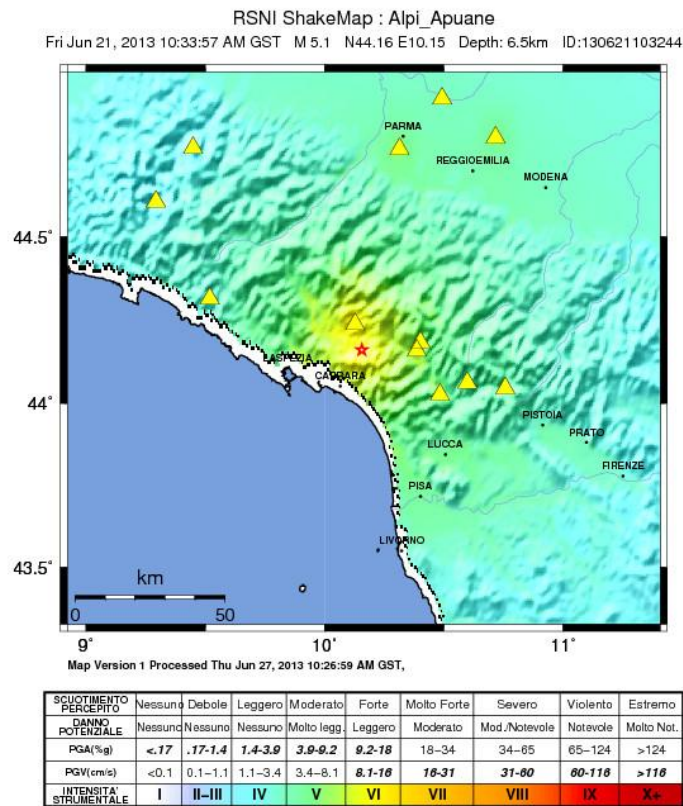 RSNI ShakeMap : Alpi_Apuane
Fri Jun 21, 2013 10:33:57 AM GST M 5.1 N44.16 E10.15 Depth: 6.5km ID:130621103244
PARMA
REGGIOEMILIA
MODENA
44.5˚
LASPEZIA
CARRARA
44˚
PISTOIA
PRATO
LUCCA
FIRENZE
PISA
LIVORNO
43.5˚
km
0 50
9˚ 10˚ 11˚
Map Version 1 Processed Thu Jun 27, 2013 10:26:59 AM GST,
SCUOTIMENTO PERCEPITO Nessuno Debole Leggero Moderato Forte Molto Forte Severo Violento Estremo
DANNO POTENZIALE Nessuno Nessuno Nessuno Molto legg. Leggero Moderato Mod./Notevole Notevole Molto Not.
PGA(%g) <.17 .17-1.4 1.4-3.9 3.9-9.2 9.2-18 18-34 34-65 65-124 >124
PGV(cm/s) <0.1 0.1-1.1 1.1-3.4 3.4-8.1 8.1-16 16-31 31-60 60-116 >116
INTENSITA' STRUMENTALE I II-III IV V VI VII VIII IX X+